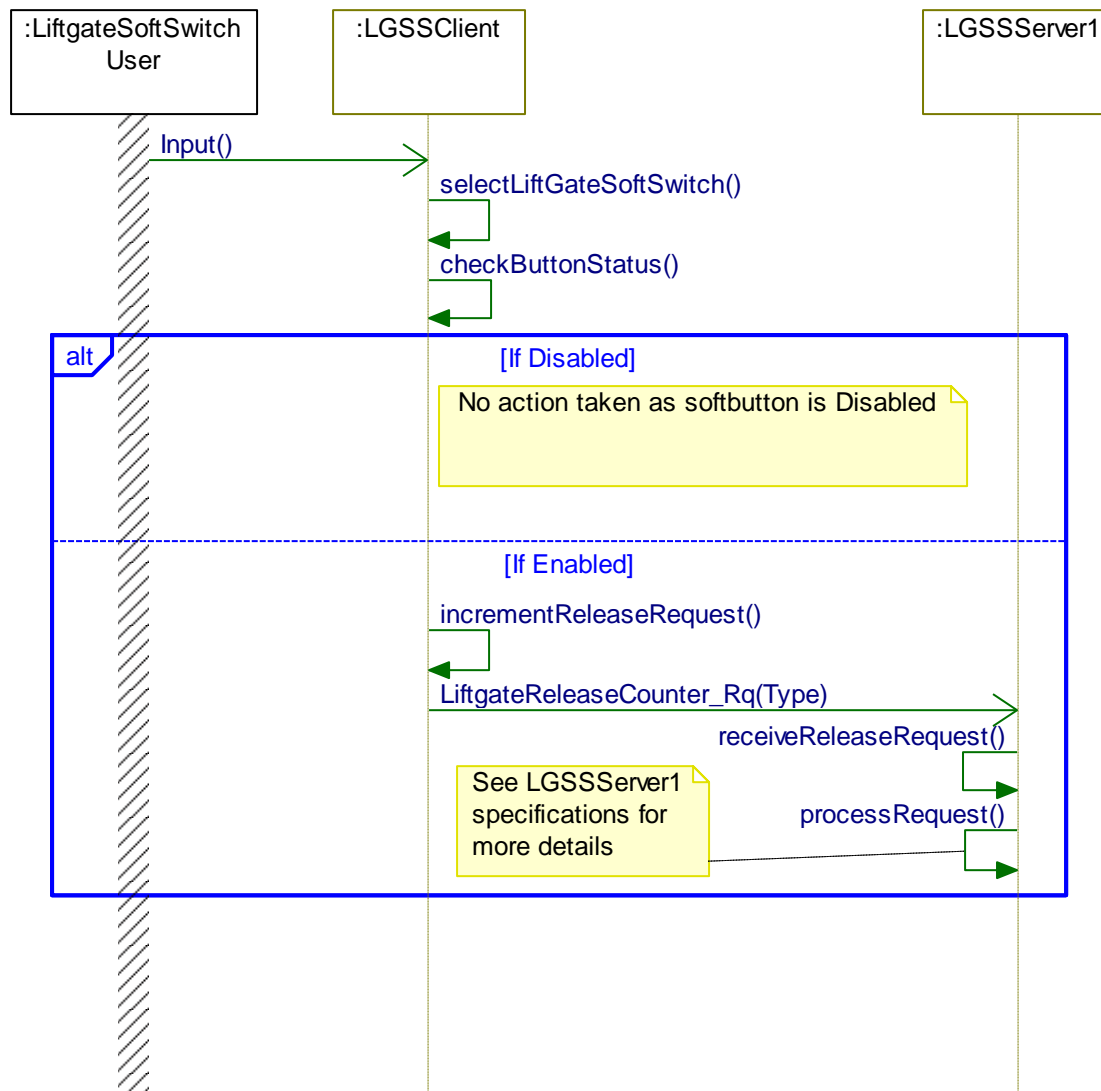 :LiftgateSoftSwitch
User
:LGSSClient
:LGSSServer1
Input()
selectLiftGateSoftSwitch()
checkButtonStatus()
alt
[If Disabled]
No action taken as softbutton is Disabled
[If Enabled]
incrementReleaseRequest()
LiftgateReleaseCounter_Rq(Type)
receiveReleaseRequest()
See LGSSServer1
specifications for
more details
processRequest()